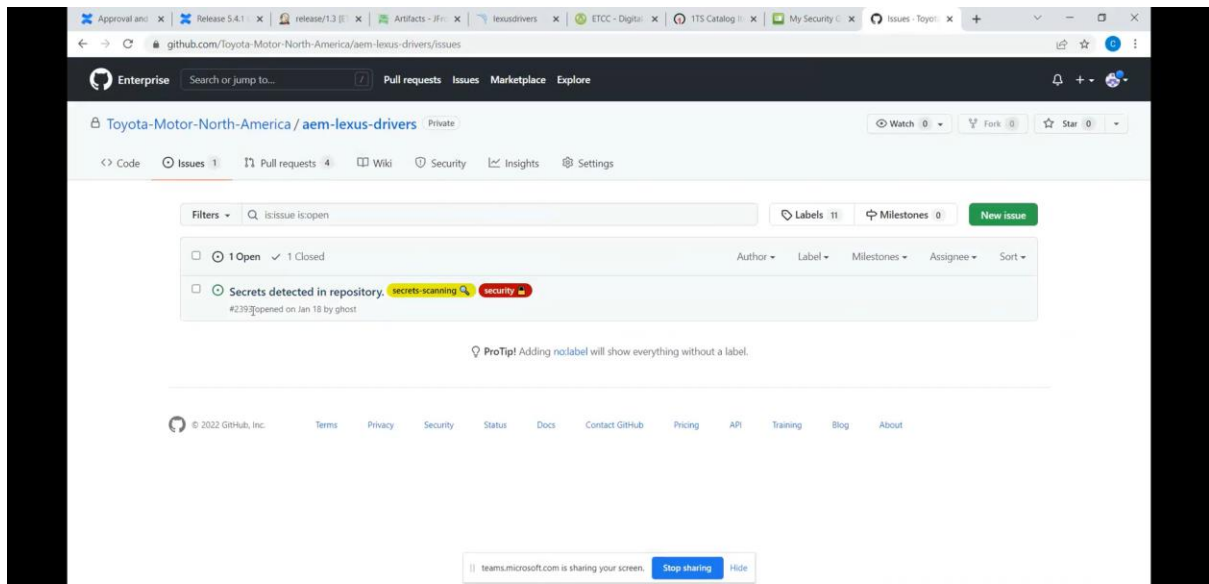 Approval and Release 5.4.1 release/1.3 Artifacts - JFr lexusdrivers ETCC - Digital 1TS Catalog My Security Issues - Toyot
github.com/Toyota-Motor-North-America/aem-lexus-drivers/issues C
Enterprise Search or jump to... / Pull requests Issues Marketplace Explore
Toyota-Motor-North-America / aem-lexus-drivers Private Watch 0 Fork 0 Star 0
Code Issues 1 Pull requests 4 Wiki Security Insights Settings
Filters is:issue is:open Labels 11 Milestones 0 New issue
1 Open 1 Closed Author Label Milestones Assignee Sort
Secrets detected in repository. secrets-scanning security
#2393 opened on Jan 18 by ghost
ProTip! Adding no:label will show everything without a label.
© 2022 GitHub, Inc. Terms Privacy Security Status Docs Contact GitHub Pricing API Training Blog About
teams.microsoft.com is sharing your screen. Stop sharing Hide